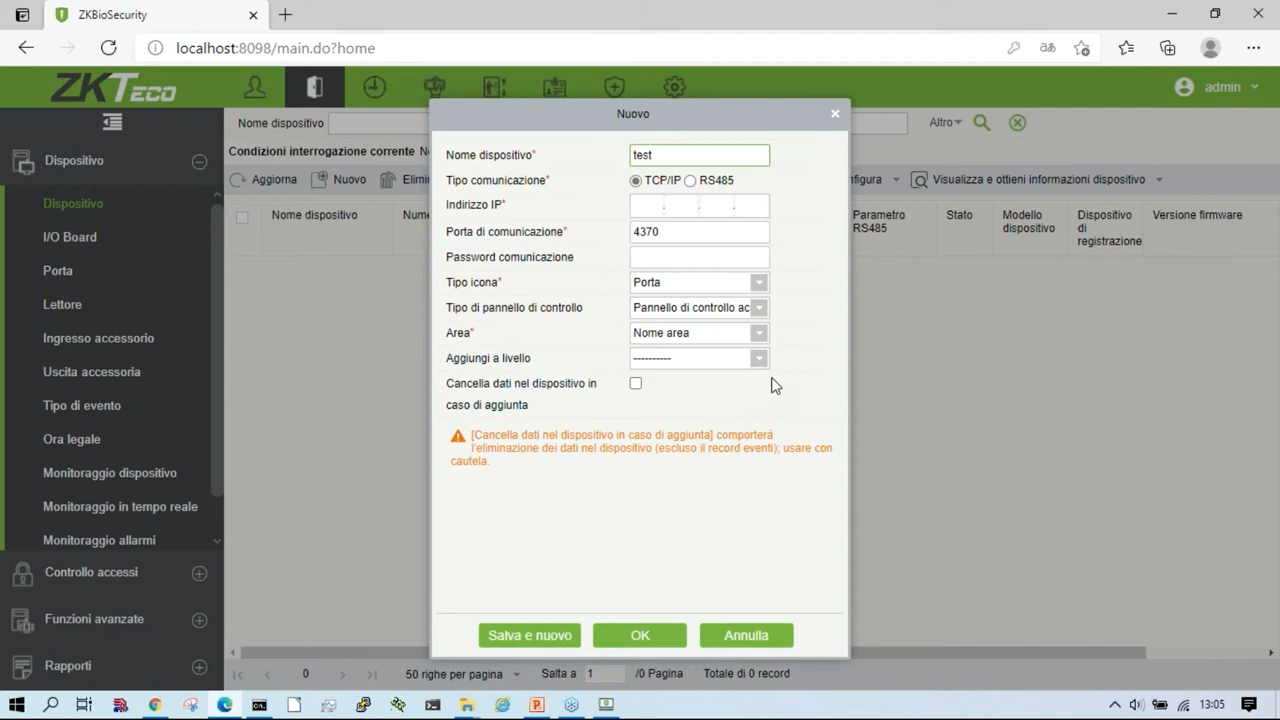 ZKBioSecurity
localhost:8098/main.do?home
ZKTECO
admin
Nome dispositivo
Altro
Condizioni interrogazione corrente
Aggiorna
Nuovo
Visualizza e ottieni informazioni dispositivo
Nome dispositivo
Parametro RS485
Stato
Modello dispositivo
Dispositivo di registrazione
Versione firmware
Dispositivo
Dispositivo
I/O Board
Porta
Lettore
Ingresso accessorio
Uscita accessoria
Tipo di evento
Ora legale
Monitoraggio dispositivo
Monitoraggio in tempo reale
Monitoraggio allarmi
Controllo accessi
Funzioni avanzate
Rapporti
Nuovo
Nome dispositivo* test
Tipo comunicazione* TCP/IP RS485
Indirizzo IP* . . .
Porta di comunicazione* 4370
Password comunicazione
Tipo icona* Porta
Tipo di pannello di controllo Pannello di controllo ac
Area* Nome area
Aggiungi a livello ----------
Cancella dati nel dispositivo in
caso di aggiunta
[Cancella dati nel dispositivo in caso di aggiunta] comporterà
l'eliminazione dei dati nel dispositivo (escluso il record eventi); usare con
cautela.
Salva e nuovo OK Annulla
0
50 righe per pagina
Salta a 1 /0 Pagina
Totale di 0 record
13:05